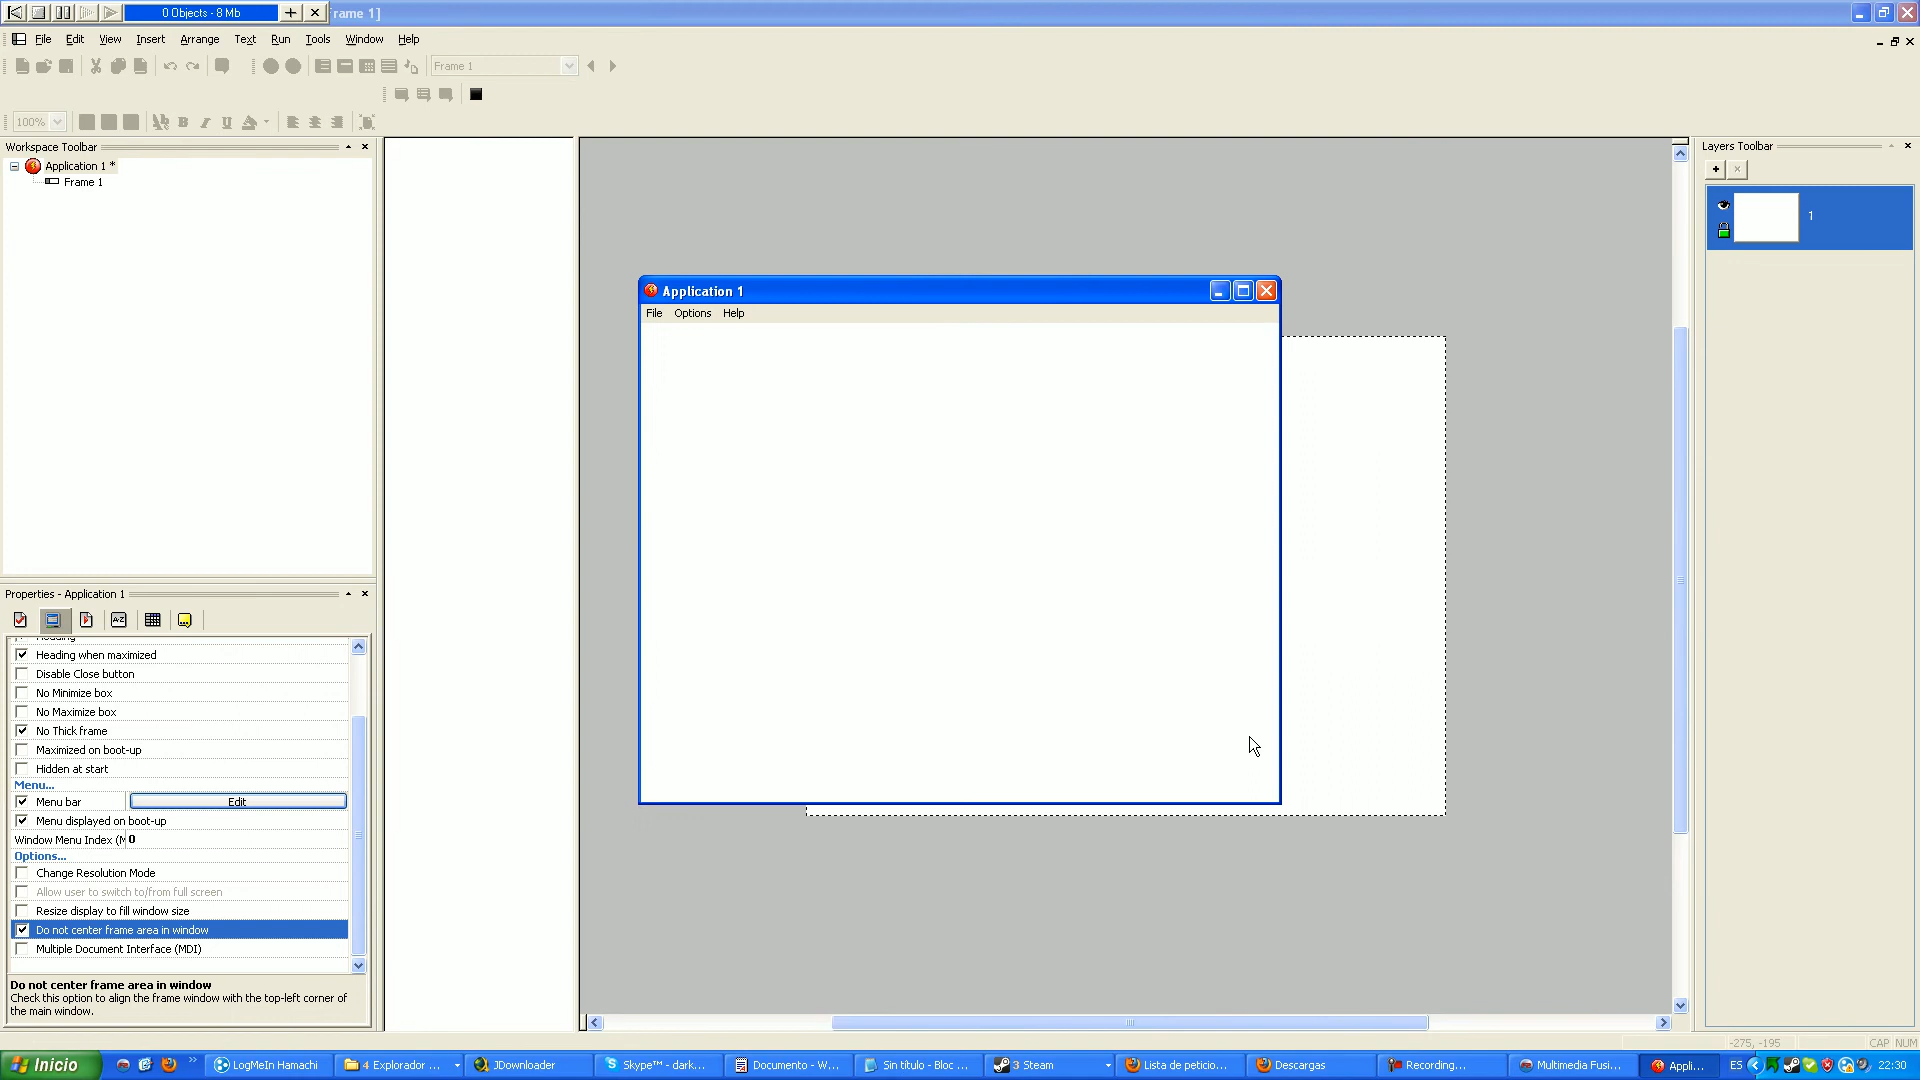 0 Objects - 8 Mb
rame 1]
File Edit View Insert Arrange Text Run Tools Window Help
Frame 1
100%
Workspace Toolbar
Application 1 *
Frame 1
Layers Toolbar
1
Application 1
File Options Help
Properties - Application 1
Heading
Heading when maximized
Disable Close button
No Minimize box
No Maximize box
No Thick frame
Maximized on boot-up
Hidden at start
Menu...
Menu bar Edit
Menu displayed on boot-up
Window Menu Index (M 0
Options...
Change Resolution Mode
Allow user to switch to/from full screen
Resize display to fill window size
Do not center frame area in window
Multiple Document Interface (MDI)
Do not center frame area in window
Check this option to align the frame window with the top-left corner of
the main window.
-275, -195 CAP NUM
Inicio LogMeIn Hamachi 4 Explorador ... JDownloader Skype™ - dark... Documento - W... Sin título - Bloc ... 3 Steam Lista de peticio... Descargas Recording... Multimedia Fusi... Appli... ES 22:30